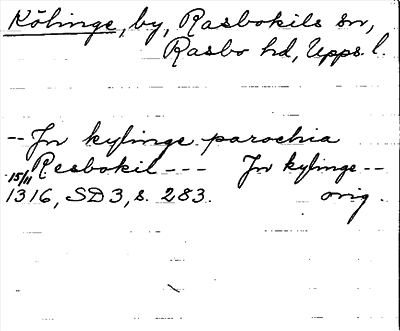 Kölinge, by, Rasbokils sn,
Rasbo hd, Upps. l.
-- Jn kylinge parochia
Resbokil --- Jn kylinge --
15/11
1316, SD 3, s. 283. orig.